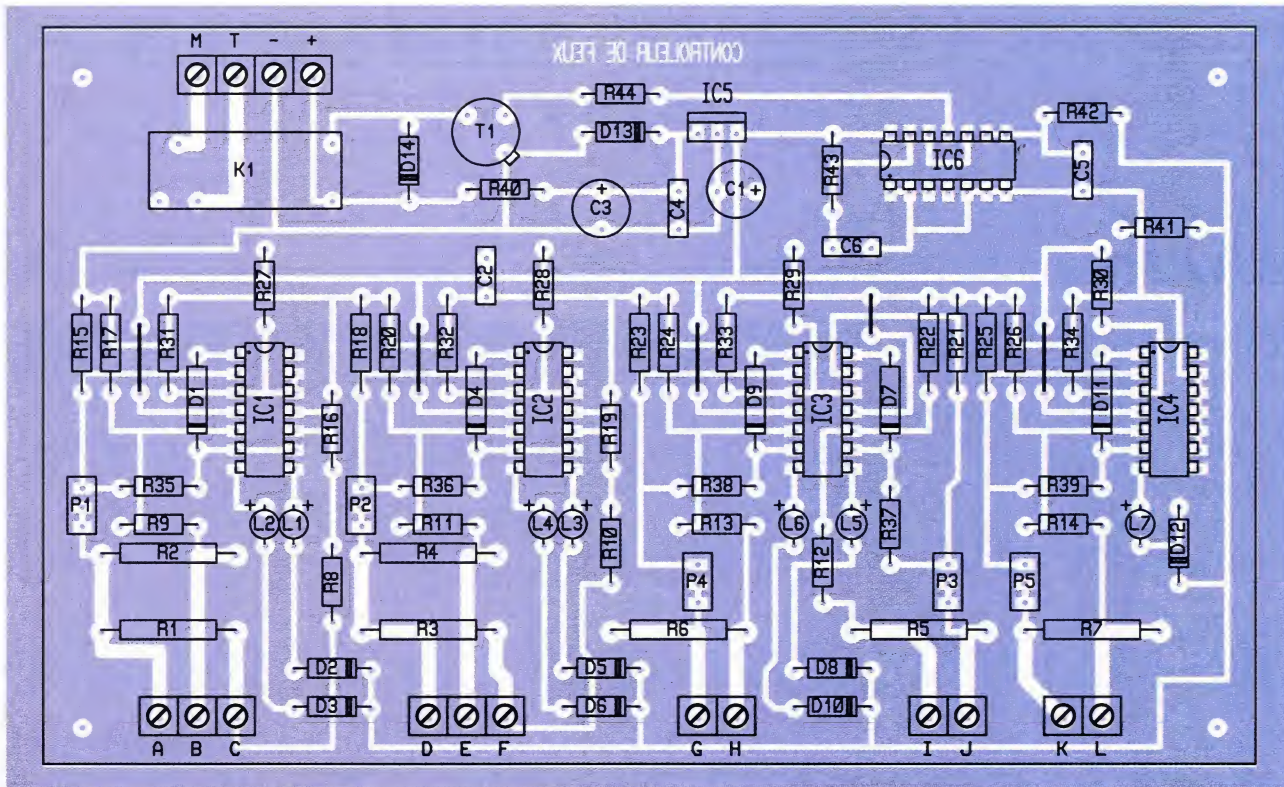 M T - +
CONTROLEUR DE FEUX
R44 IC5 R42
T1 D13
K1 D14 R43 IC6 C5
R40 C1 +
+ C3 C4
R41
C6
R27 C2 R28 R29 R30
R15 R17 R31 R18 R20 R32 R23 R24 R33 R22 R21 R25 R26 R34
D1 IC1 D4 IC2 D9 IC3 D7 D11 IC4
R16 R19
P1 R35 P2 R36 R38 R39
+ L2 L1 + + L4 L3 + + L6 L5 + + L7
R9 R11 R13 R37 R14
R2 R4 R10 R12 D12
R8 P4 P3 P5
R1 R3 R6 R5 R7
D2 D5 D8
D3 D6 D10
A B C D E F G H I J K L